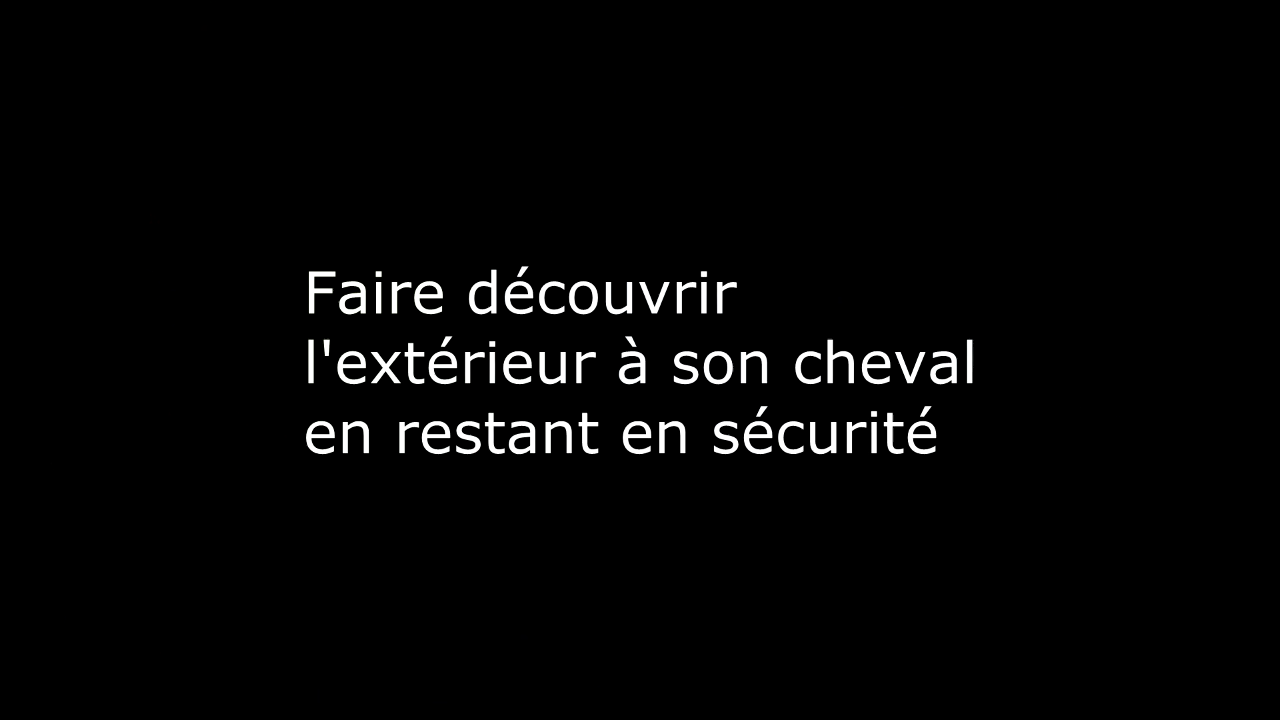 Faire découvrir
l'extérieur à son cheval
en restant en sécurité